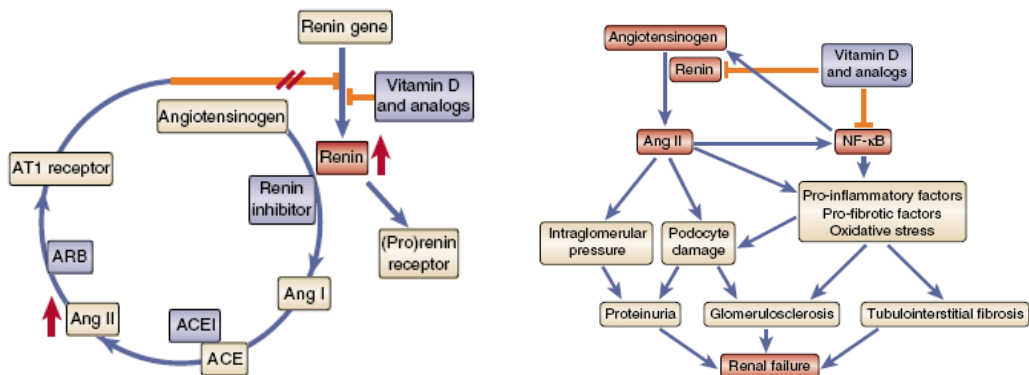 Renin gene
Vitamin D
and analogs
Angiotensinogen
Renin
AT1 receptor
Renin
inhibitor
(Pro)renin
receptor
ARB
Ang I
Ang II
ACEI
ACE
Angiotensinogen
Renin
Vitamin D
and analogs
Ang II
NF-κB
Pro-inflammatory factors
Pro-fibrotic factors
Oxidative stress
Intraglomerular
pressure
Podocyte
damage
Proteinuria
Glomerulosclerosis
Tubulointerstitial fibrosis
Renal failure